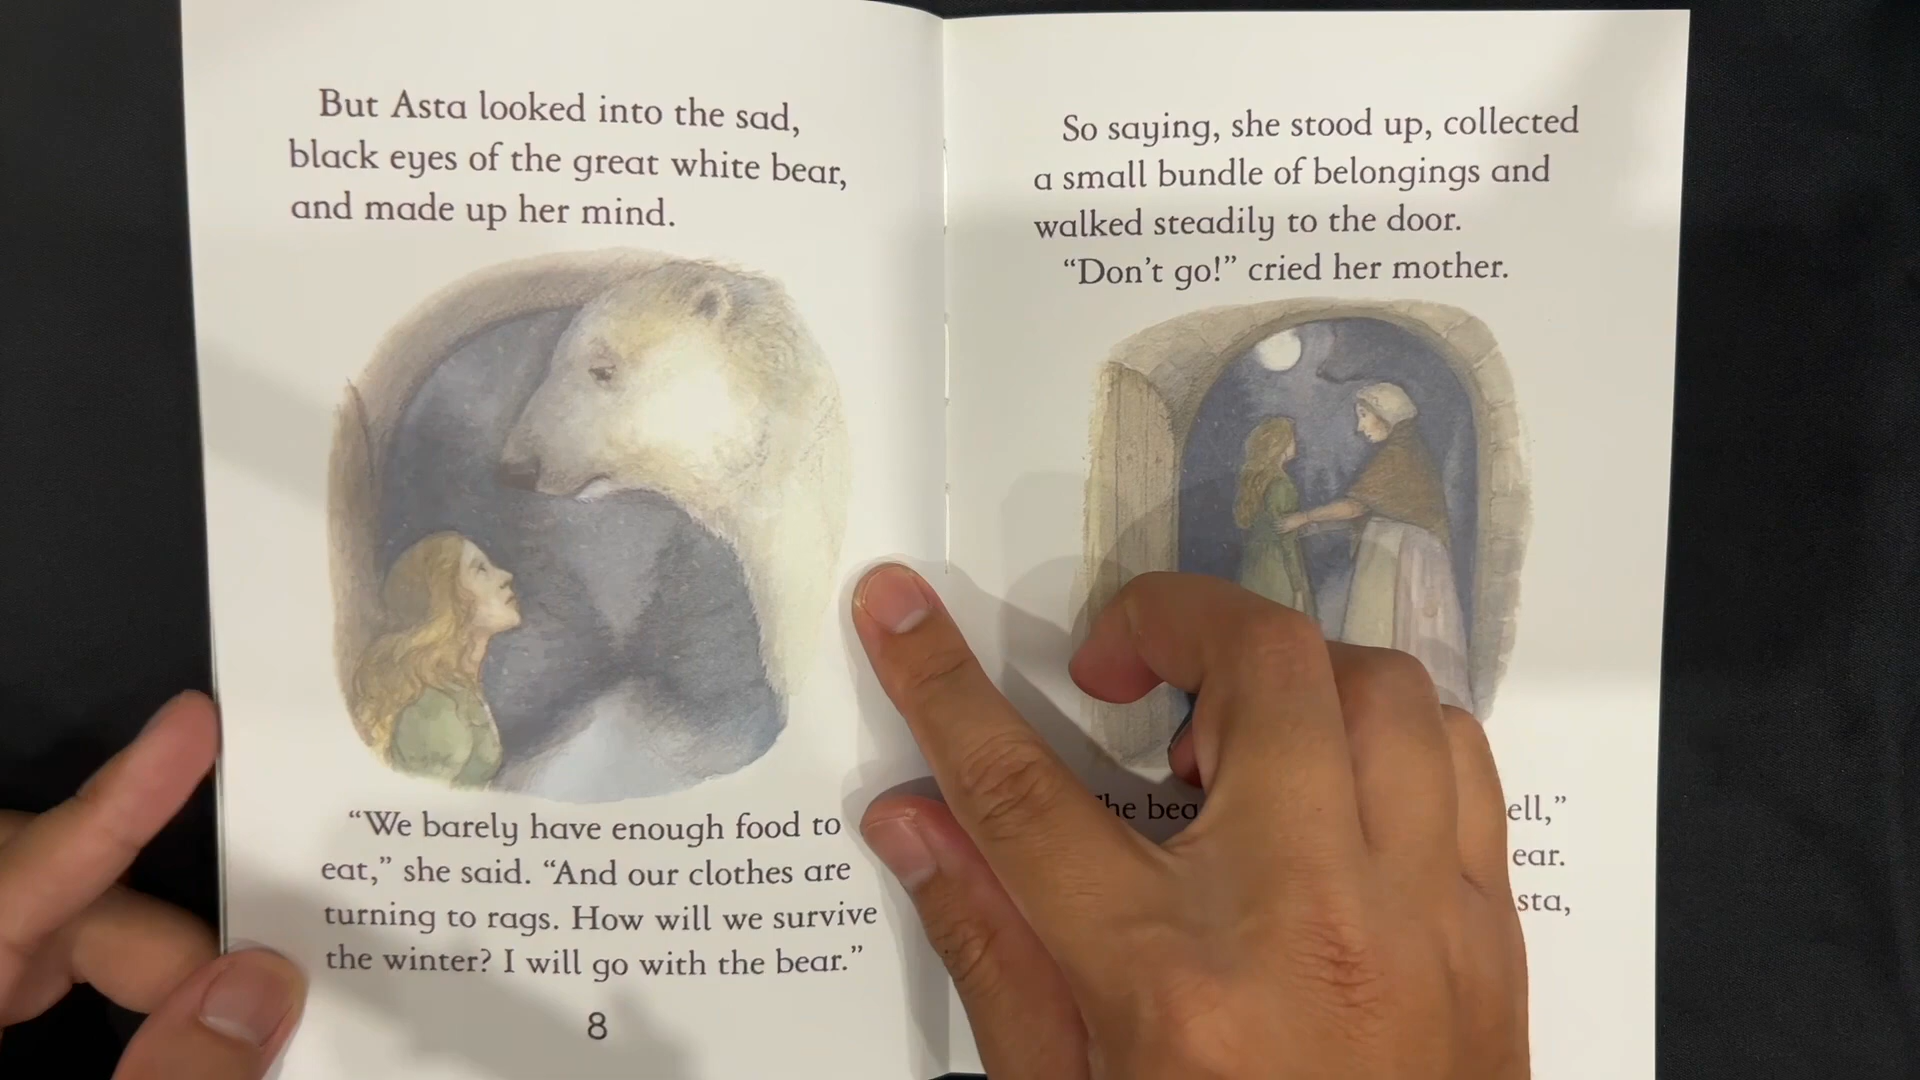 But Asta looked into the sad,
black eyes of the great white bear,
and made up her mind.
“We barely have enough food to
eat,” she said. “And our clothes are
turning to rags. How will we survive
the winter? I will go with the bear.”
8
So saying, she stood up, collected
a small bundle of belongings and
walked steadily to the door.
“Don’t go!” cried her mother.